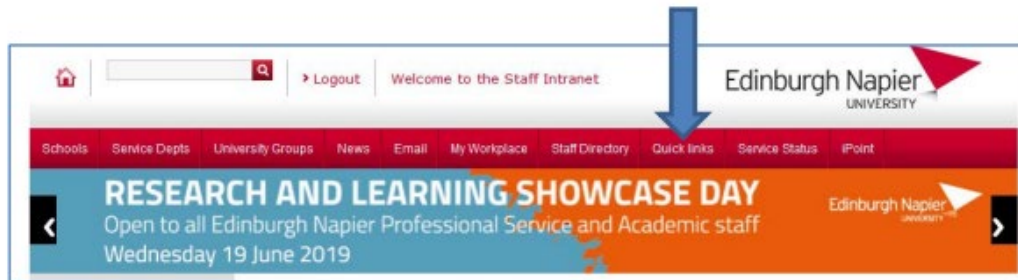 Logout
Welcome to the Staff Intranet
Edinburgh Napier
UNIVERSITY
Schools Service Depts University Groups News Email My Workplace Staff Directory Quick links Service Status iPoint
RESEARCH AND LEARNING SHOWCASE DAY
Open to all Edinburgh Napier Professional Service and Academic staff
Wednesday 19 June 2019
Edinburgh Napier
UNIVERSITY